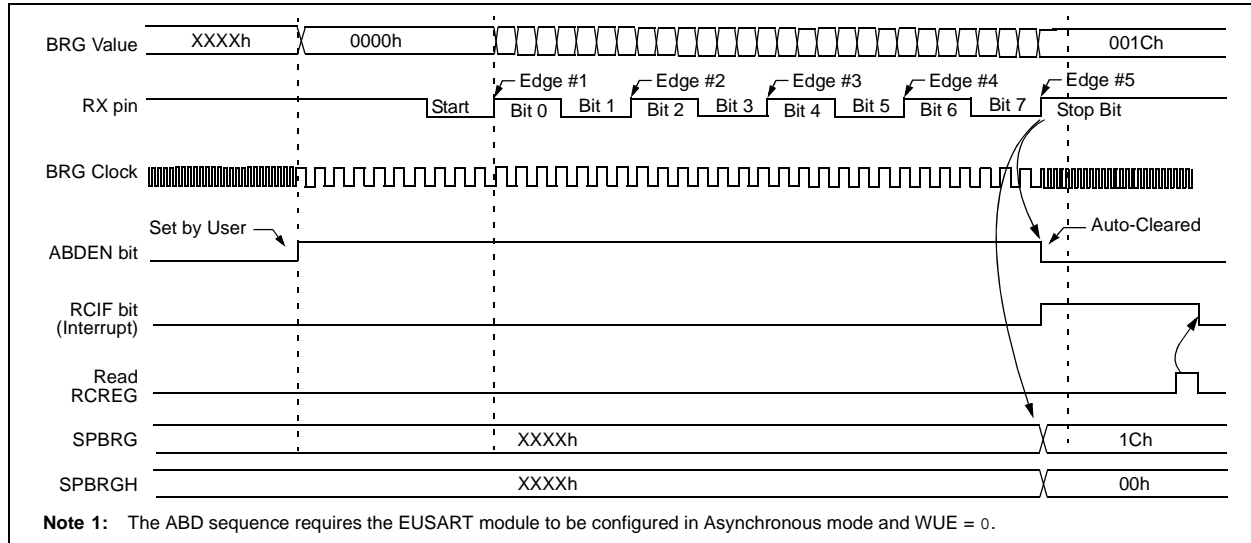 BRG Value XXXXh 0000h 001Ch
Edge #1 Edge #2 Edge #3 Edge #4 Edge #5
RX pin Start Bit 0 Bit 1 Bit 2 Bit 3 Bit 4 Bit 5 Bit 6 Bit 7 Stop Bit
BRG Clock
Set by User Auto-Cleared
ABDEN bit
RCIF bit
(Interrupt)
Read
RCREG
SPBRG XXXXh 1Ch
SPBRGH XXXXh 00h
Note 1: The ABD sequence requires the EUSART module to be configured in Asynchronous mode and WUE = 0.